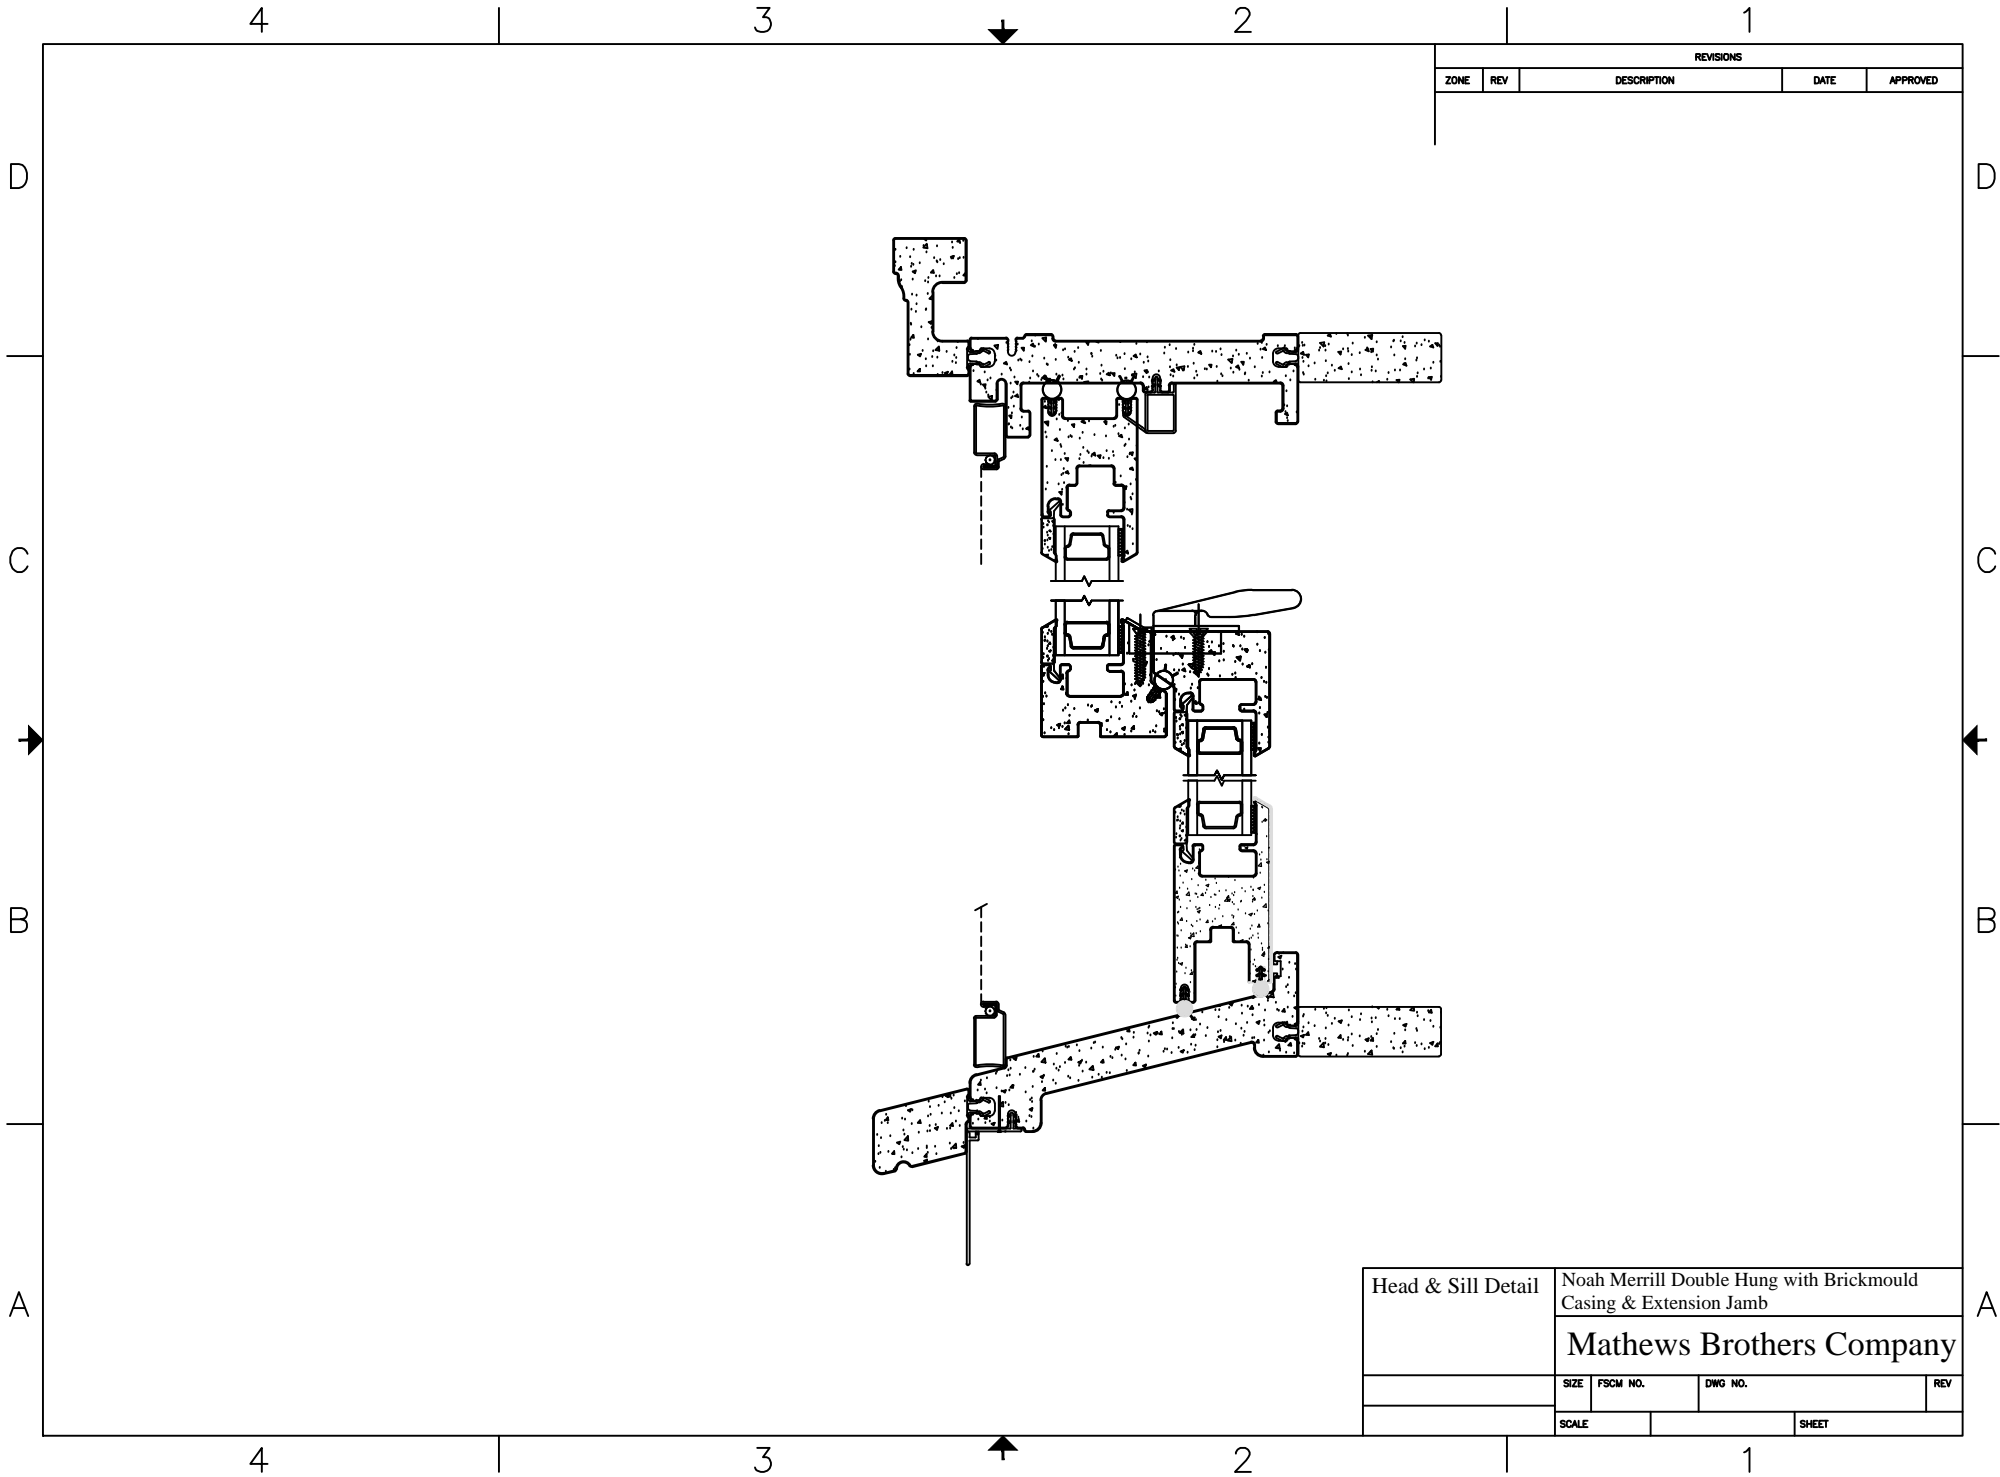 4 3 2 1
REVISIONS
ZONE REV DESCRIPTION DATE APPROVED
D D
C C
B B
A A
Head & Sill Detail
Noah Merrill Double Hung with Brickmould
Casing & Extension Jamb
Mathews Brothers Company
SIZE FSCM NO. DWG NO. REV
SCALE SHEET
4 3 2 1